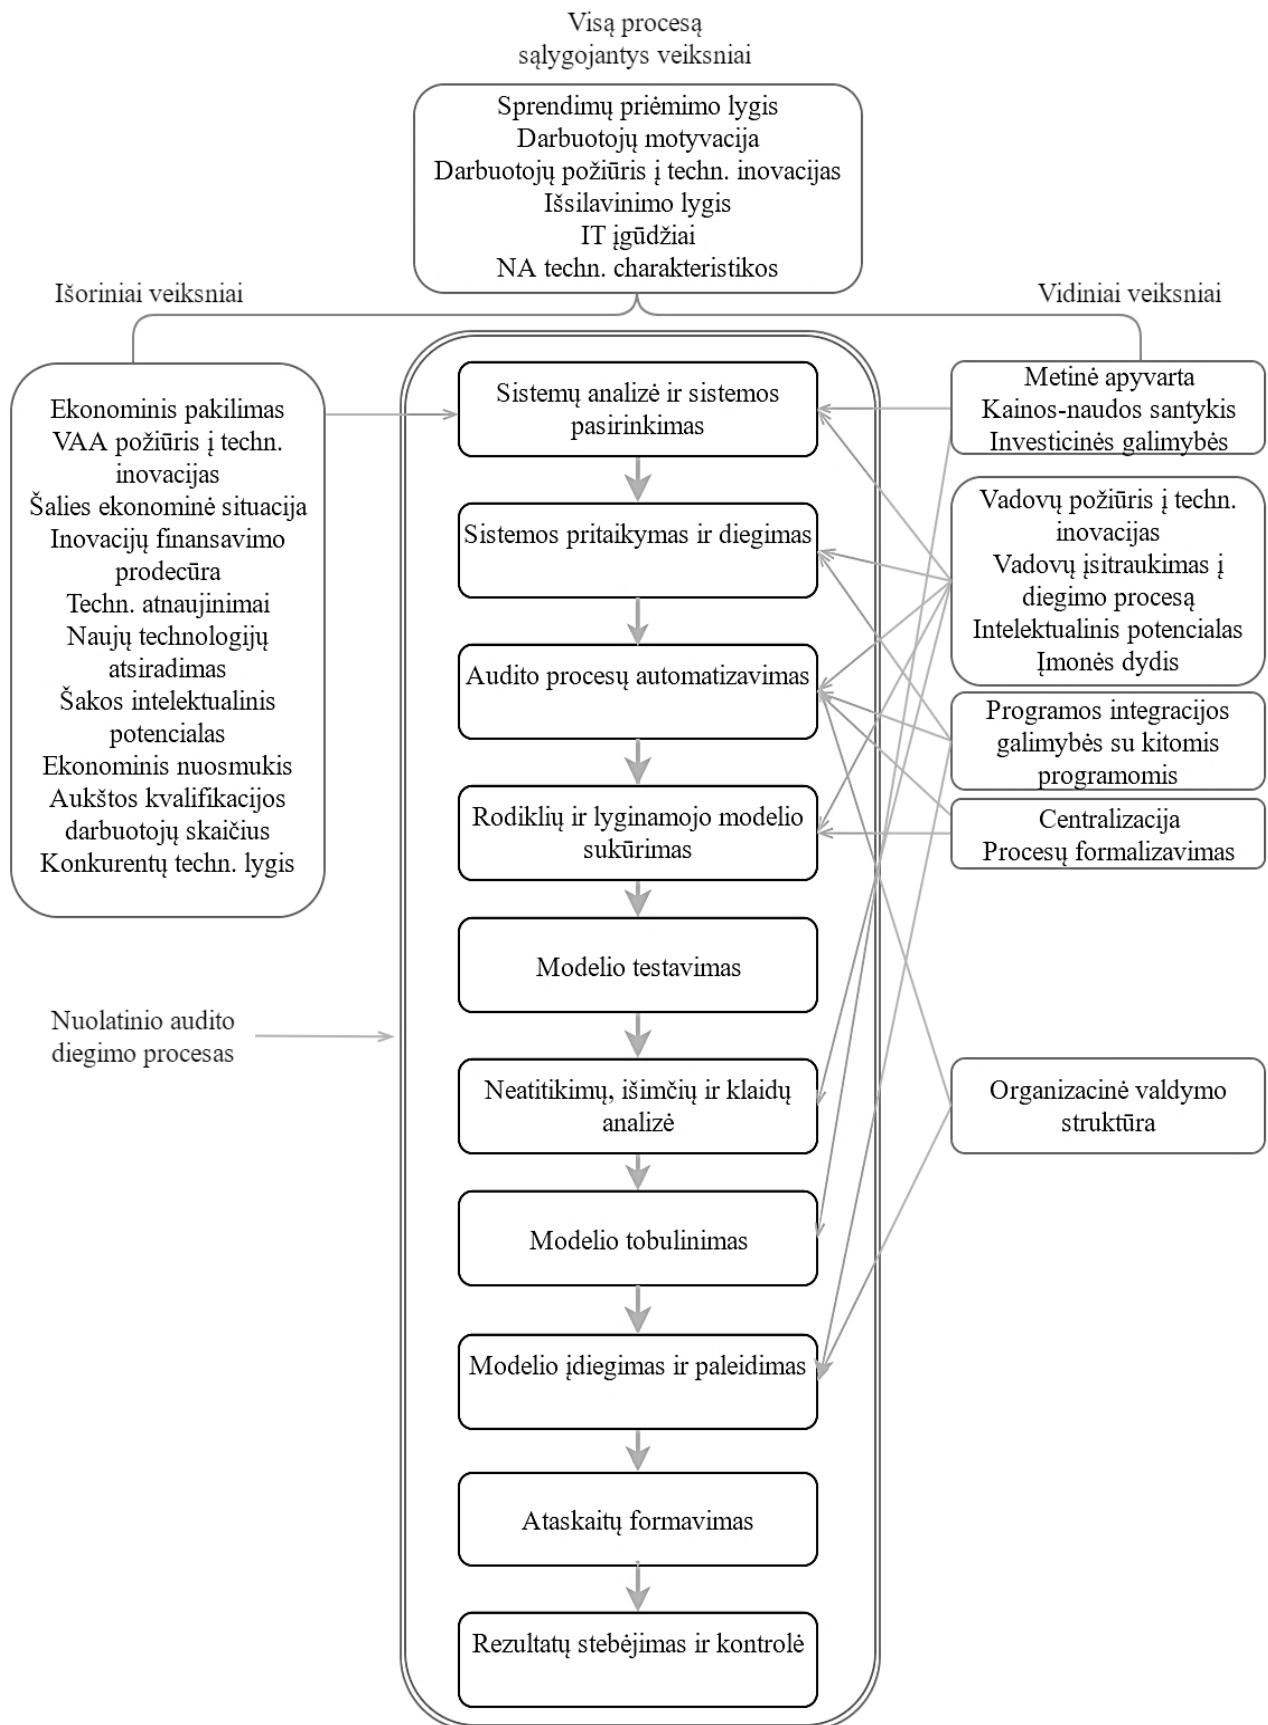 Visą procesą
sąlygojantys veiksniai
Sprendimų priėmimo lygis
Darbuotojų motyvacija
Darbuotojų požiūris į techn. inovacijas
Išsilavinimo lygis
IT įgūdžiai
NA techn. charakteristikos
Išoriniai veiksniai
Vidiniai veiksniai
Ekonominis pakilimas
VAA požiūris į techn.
inovacijas
Šalies ekonominė situacija
Inovacijų finansavimo
prodecūra
Techn. atnaujinimai
Naujų technologijų
atsiradimas
Šakos intelektualinis
potencialas
Ekonominis nuosmukis
Aukštos kvalifikacijos
darbuotojų skaičius
Konkurentų techn. lygis
Nuolatinio audito
diegimo procesas
Sistemų analizė ir sistemos
pasirinkimas
Sistemos pritaikymas ir diegimas
Audito procesų automatizavimas
Rodiklių ir lyginamojo modelio
sukūrimas
Modelio testavimas
Neatitikimų, išimčių ir klaidų
analizė
Modelio tobulinimas
Modelio įdiegimas ir paleidimas
Ataskaitų formavimas
Rezultatų stebėjimas ir kontrolė
Metinė apyvarta
Kainos-naudos santykis
Investicinės galimybės
Vadovų požiūris į techn.
inovacijas
Vadovų įsitraukimas į
diegimo procesą
Intelektualinis potencialas
Įmonės dydis
Programos integracijos
galimybės su kitomis
programomis
Centralizacija
Procesų formalizavimas
Organizacinė valdymo
struktūra